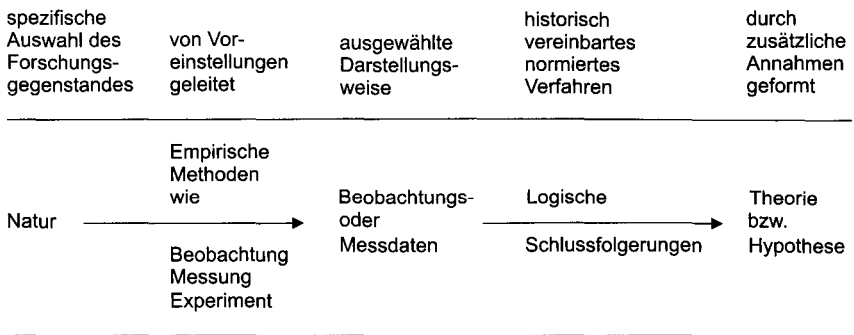 spezifische
Auswahl des
Forschungs-
gegenstandes
von Vor-
einstellungen
geleitet
ausgewählte
Darstellungs-
weise
historisch
vereinbartes
normiertes
Verfahren
durch
zusätzliche
Annahmen
geformt
Natur
Empirische
Methoden
wie
Beobachtung
Messung
Experiment
Beobachtungs-
oder
Messdaten
Logische
Schlussfolgerungen
Theorie
bzw.
Hypothese